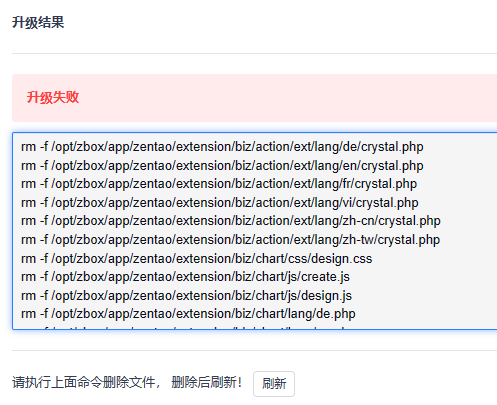 升级结果
升级失败
rm -f /opt/zbox/app/zentao/extension/biz/action/ext/lang/de/crystal.php
rm -f /opt/zbox/app/zentao/extension/biz/action/ext/lang/en/crystal.php
rm -f /opt/zbox/app/zentao/extension/biz/action/ext/lang/fr/crystal.php
rm -f /opt/zbox/app/zentao/extension/biz/action/ext/lang/vi/crystal.php
rm -f /opt/zbox/app/zentao/extension/biz/action/ext/lang/zh-cn/crystal.php
rm -f /opt/zbox/app/zentao/extension/biz/action/ext/lang/zh-tw/crystal.php
rm -f /opt/zbox/app/zentao/extension/biz/chart/css/design.css
rm -f /opt/zbox/app/zentao/extension/biz/chart/js/create.js
rm -f /opt/zbox/app/zentao/extension/biz/chart/js/design.js
rm -f /opt/zbox/app/zentao/extension/biz/chart/lang/de.php
请执行上面命令删除文件， 删除后刷新！ 刷新